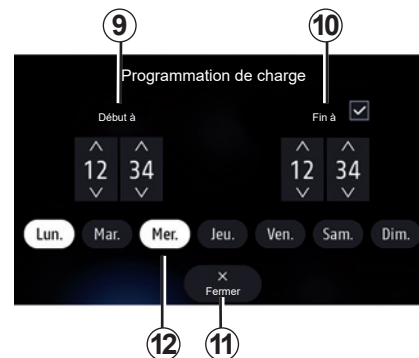 9 10
Programmation de charge
Début à Fin à
12 34 12 34
Lun. Mar. Mer. Jeu. Ven. Sam. Dim.
Fermer
12 11